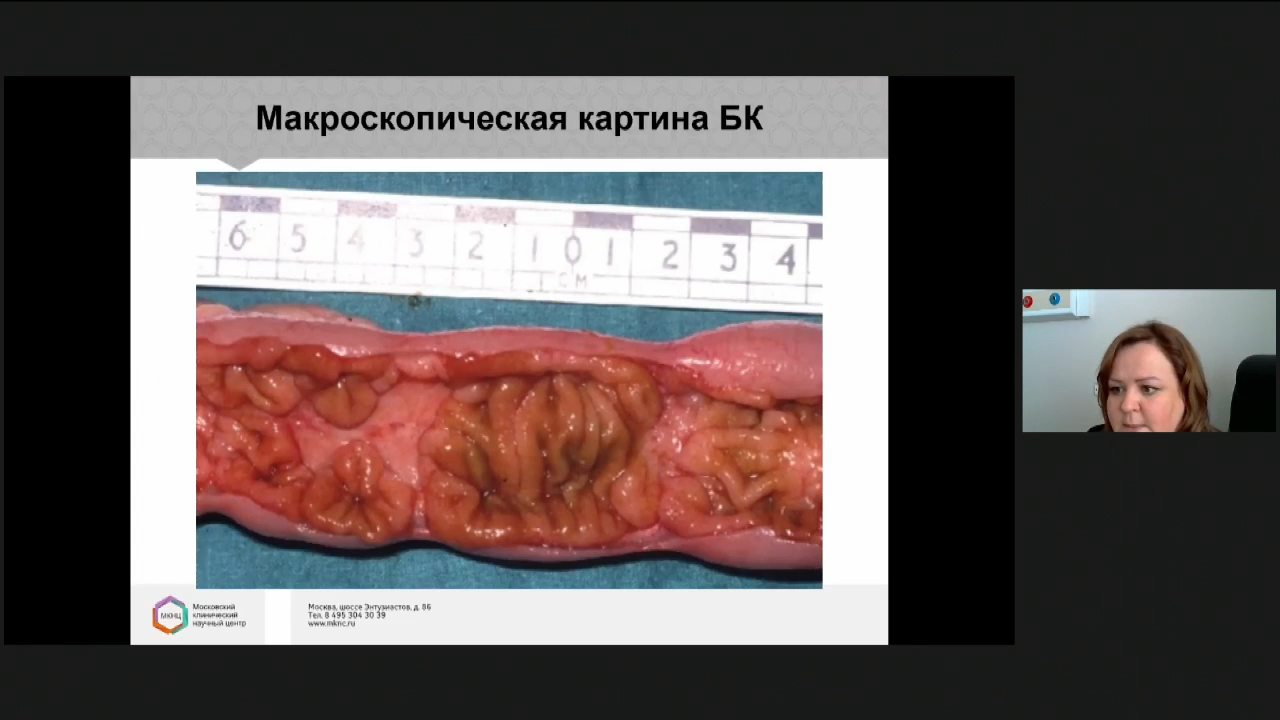 Макроскопическая картина БК
6 5 4 3 2 1 0 1 2 3 4
СМ
МКНЦ
Московский
клинический
научный центр
Москва, шоссе Энтузиастов, д. 86
Тел. 8 495 304 30 39
www.mknc.ru